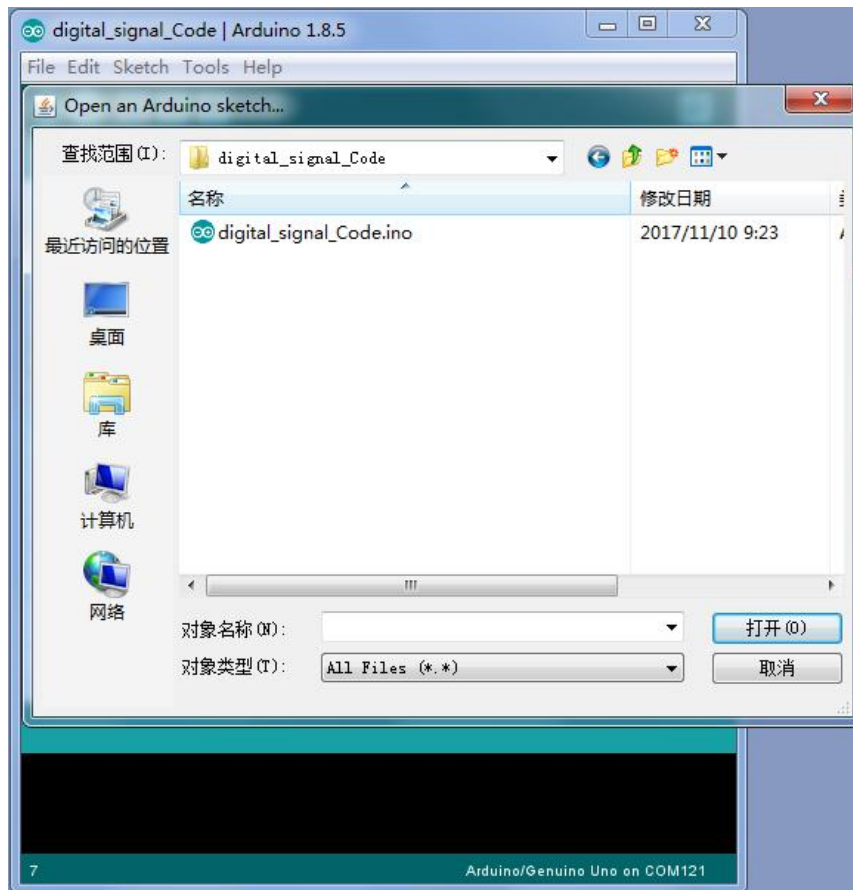 digital_signal_Code | Arduino 1.8.5
File Edit Sketch Tools Help
Open an Arduino sketch...
查找范围(I): digital_signal_Code
名称 修改日期
最近访问的位置
digital_signal_Code.ino 2017/11/10 9:23
桌面
库
计算机
网络
对象名称(N): 打开(O)
对象类型(T): All Files (*.*) 取消
7 Arduino/Genuino Uno on COM121